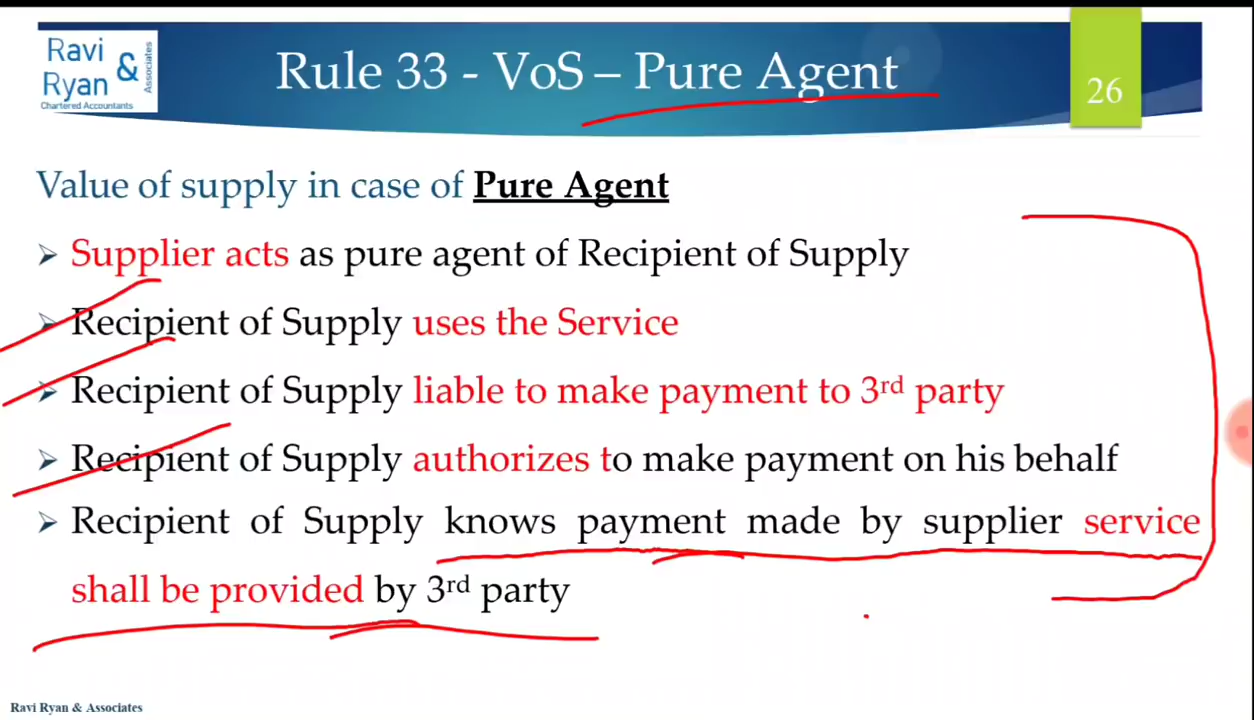 Ravi
Ryan
&
Associates
Chartered Accountants
Rule 33 - VoS – Pure Agent
26
Value of supply in case of Pure Agent
➢ Supplier acts as pure agent of Recipient of Supply
➢ Recipient of Supply uses the Service
➢ Recipient of Supply liable to make payment to 3rd party
➢ Recipient of Supply authorizes to make payment on his behalf
➢ Recipient of Supply knows payment made by supplier service
shall be provided by 3rd party
Ravi Ryan & Associates